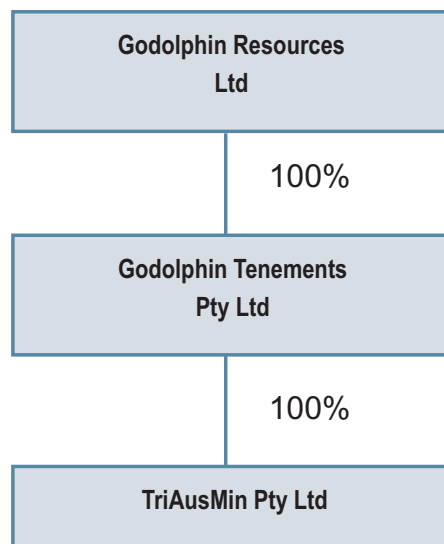 Godolphin Resources
Ltd
100%
Godolphin Tenements
Pty Ltd
100%
TriAusMin Pty Ltd